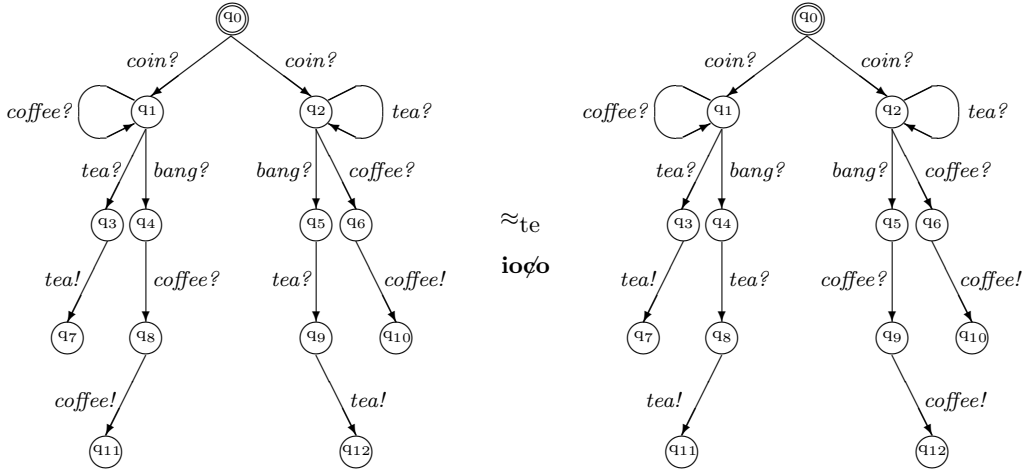 q0 q0
coin? coin? coin? coin?
coffee? q1 q2 tea? coffee? q1 q2 tea?
tea? bang? bang? coffee? tea? bang? bang? coffee?
q3 q4 q5 q6 ≈te q3 q4 q5 q6
io¢o
tea! coffee? tea? coffee! tea! tea? coffee? coffee!
q7 q8 q9 q10 q7 q8 q9 q10
coffee! tea! tea! coffee!
q11 q12 q11 q12